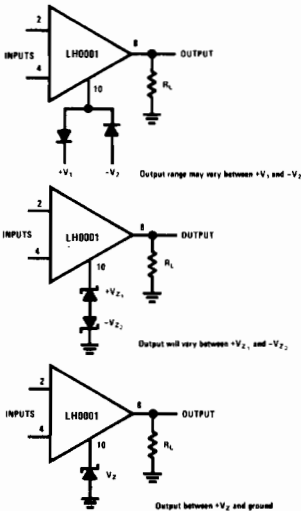 2
8
INPUTS
LH0001
OUTPUT
4
10
RL
+V1
-V2
Output range may very between +V1 and -V2
2
8
INPUTS
LH0001
OUTPUT
4
10
RL
+VZ1
-VZ2
Output will very between +VZ1 and -VZ2
2
8
INPUTS
LH0001
OUTPUT
4
10
RL
VZ
Output between +VZ and ground